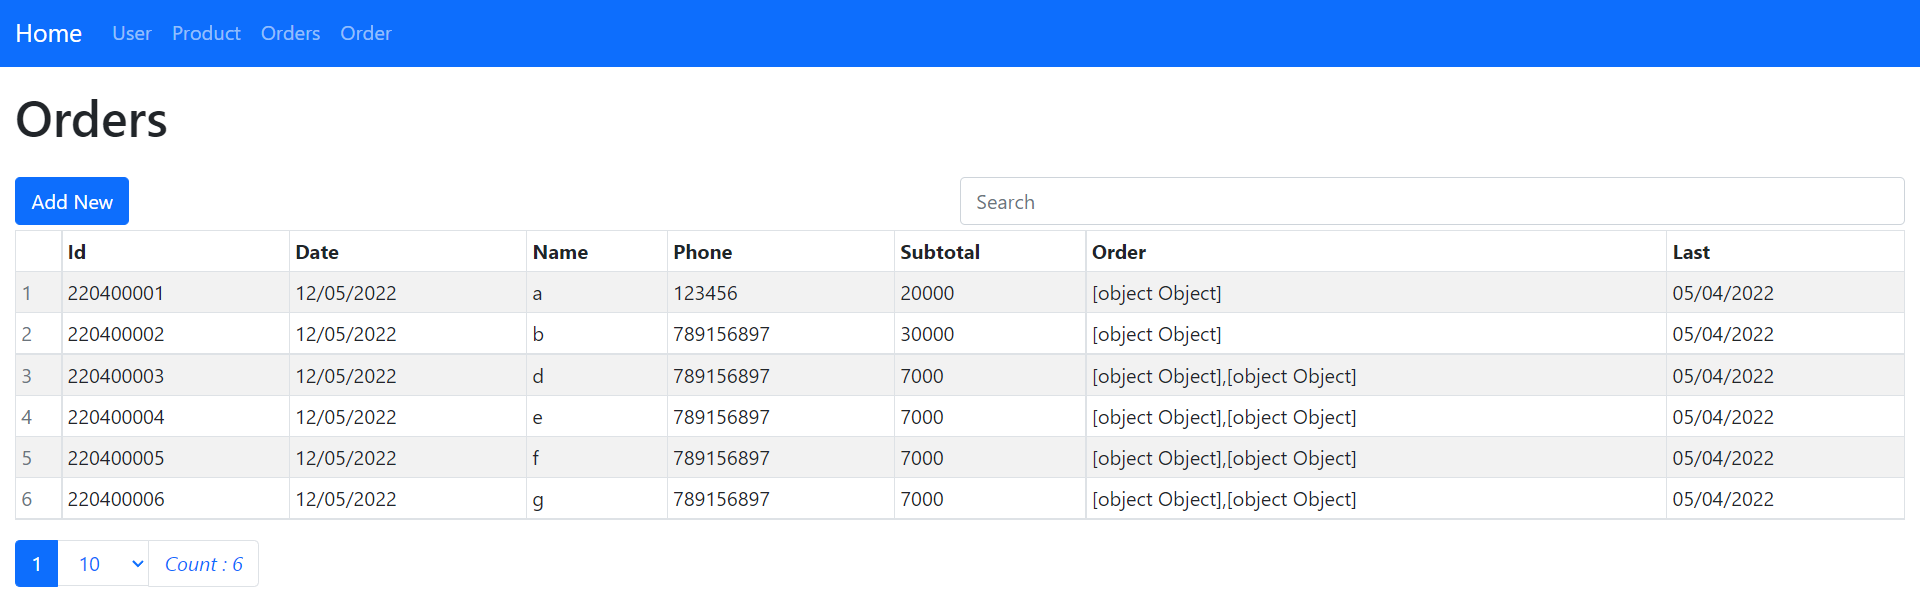 Home User Product Orders Order
Orders
Add New Search
Id Date Name Phone Subtotal Order Last
1 220400001 12/05/2022 a 123456 20000 [object Object] 05/04/2022
2 220400002 12/05/2022 b 789156897 30000 [object Object] 05/04/2022
3 220400003 12/05/2022 d 789156897 7000 [object Object],[object Object] 05/04/2022
4 220400004 12/05/2022 e 789156897 7000 [object Object],[object Object] 05/04/2022
5 220400005 12/05/2022 f 789156897 7000 [object Object],[object Object] 05/04/2022
6 220400006 12/05/2022 g 789156897 7000 [object Object],[object Object] 05/04/2022
1 10 Count : 6